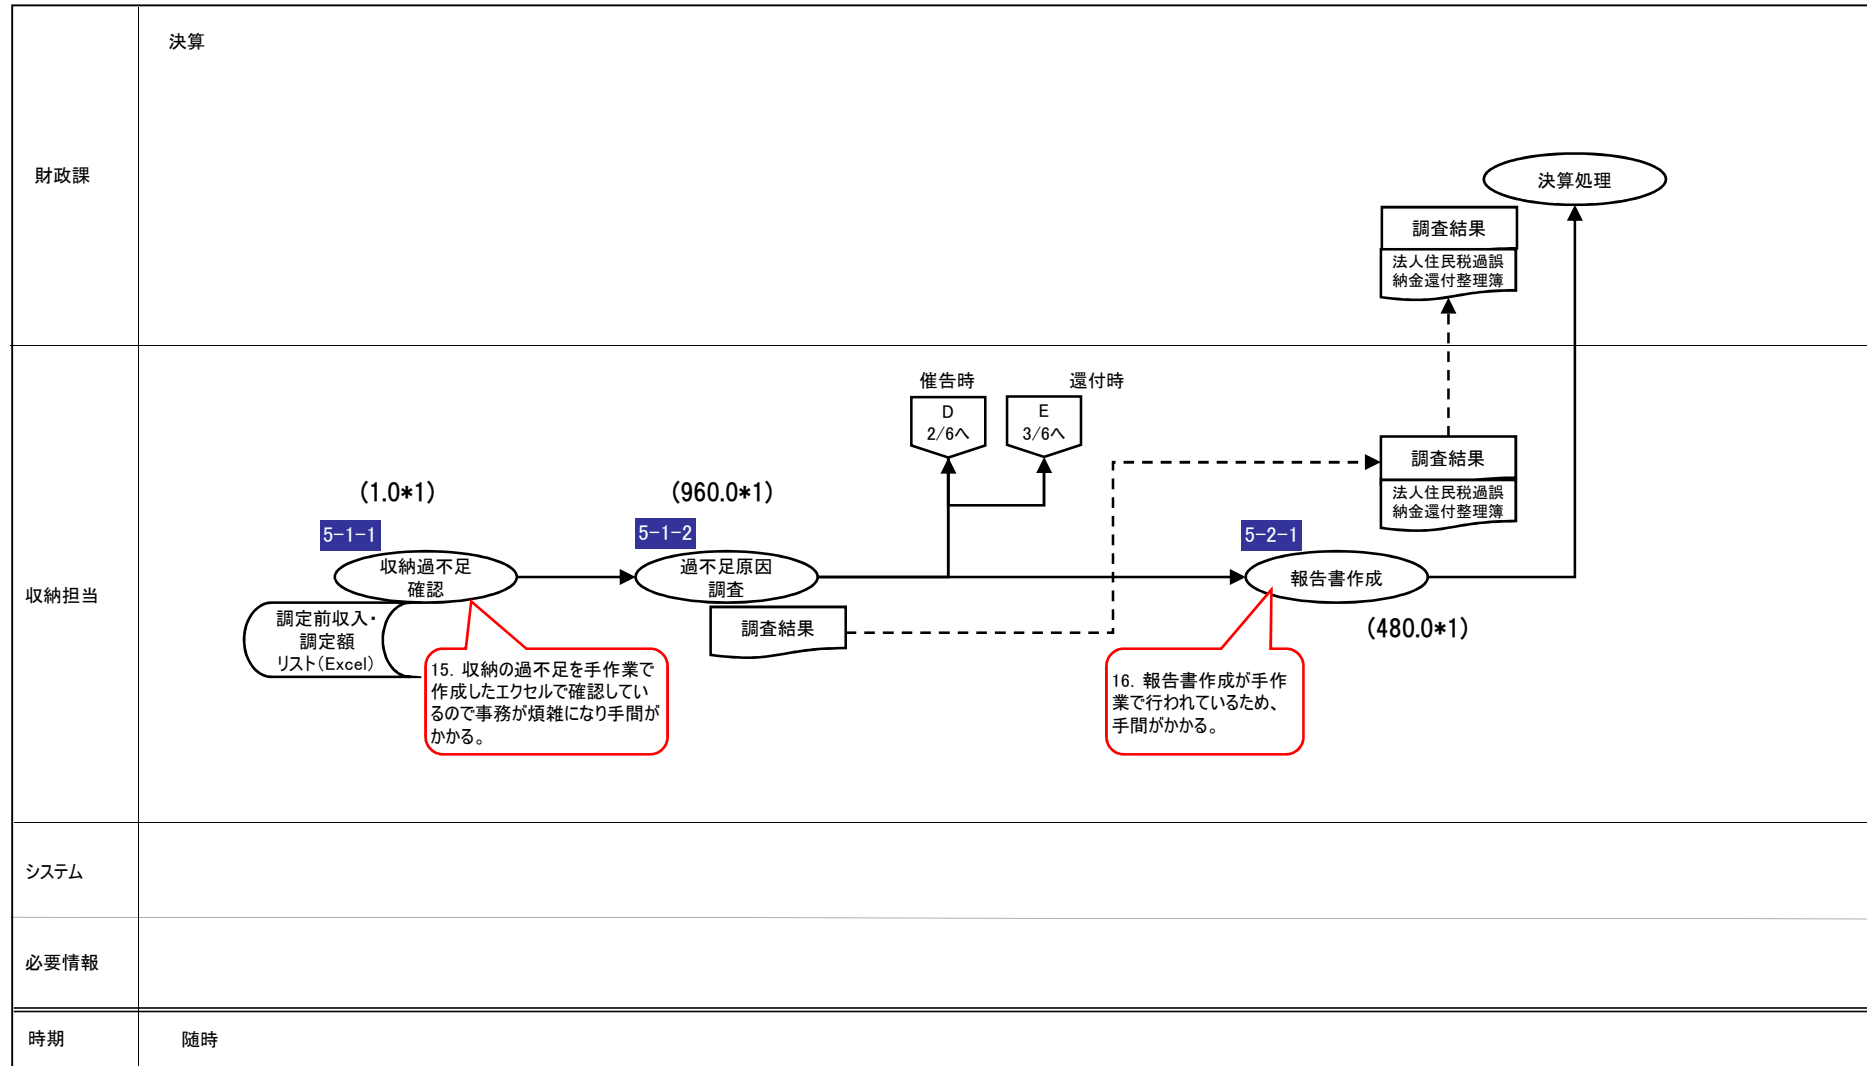 決算
財政課
決算処理
調査結果
法人住民税過誤
納金還付整理簿
催告時
還付時
D
2/6へ
E
3/6へ
調査結果
法人住民税過誤
納金還付整理簿
(1.0*1)
(960.0*1)
5-1-1
5-1-2
5-2-1
収納過不足
確認
過不足原因
調査
報告書作成
収納担当
調定前収入・
調定額
リスト(Excel)
調査結果
(480.0*1)
15. 収納の過不足を手作業で
作成したエクセルで確認してい
るので事務が煩雑になり手間が
かかる。
16. 報告書作成が手作
業で行われているため、
手間がかかる。
システム
必要情報
時期
随時